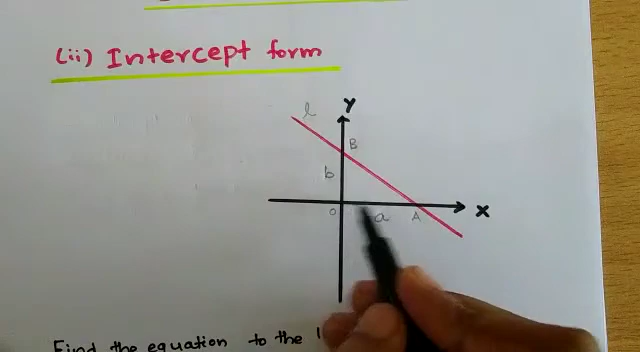 (ii) Intercept form
l
Y
B
b
O
a
A
X
Find the equation to the